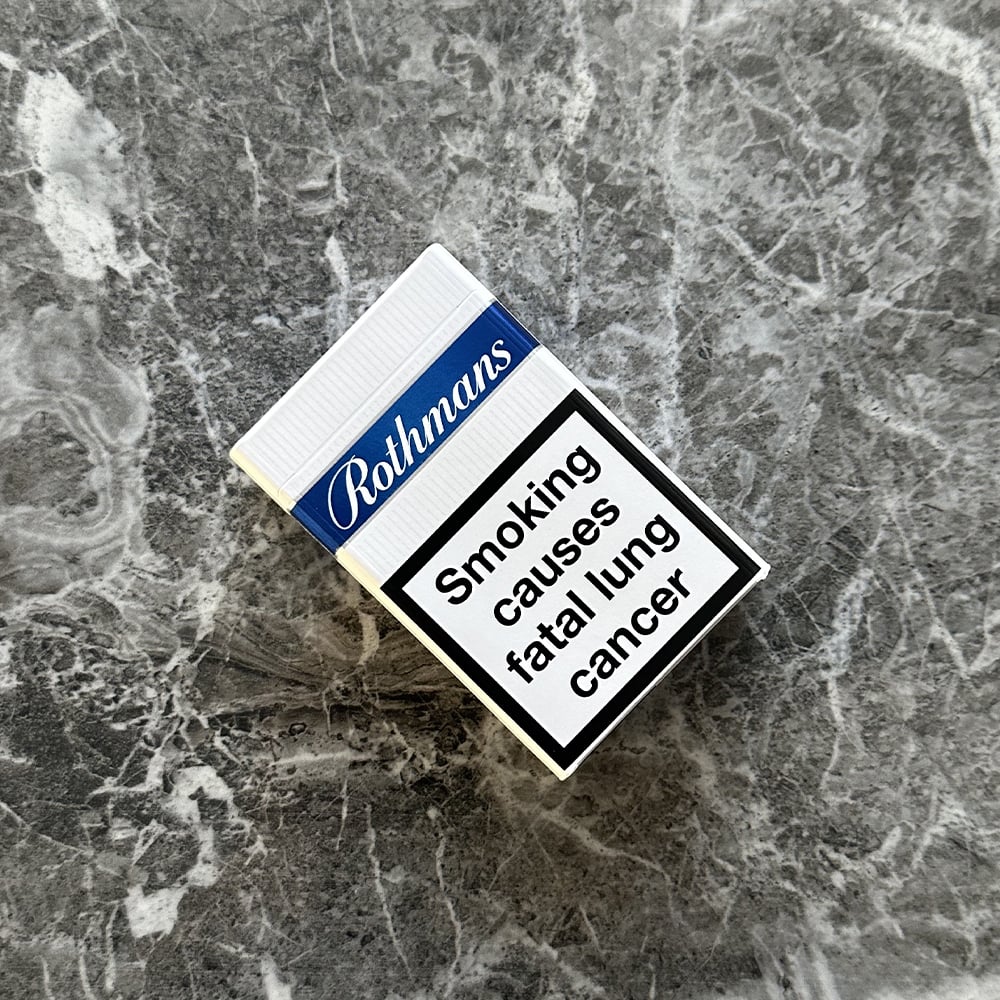 Rothmans
Smoking
causes
fatal lung
cancer